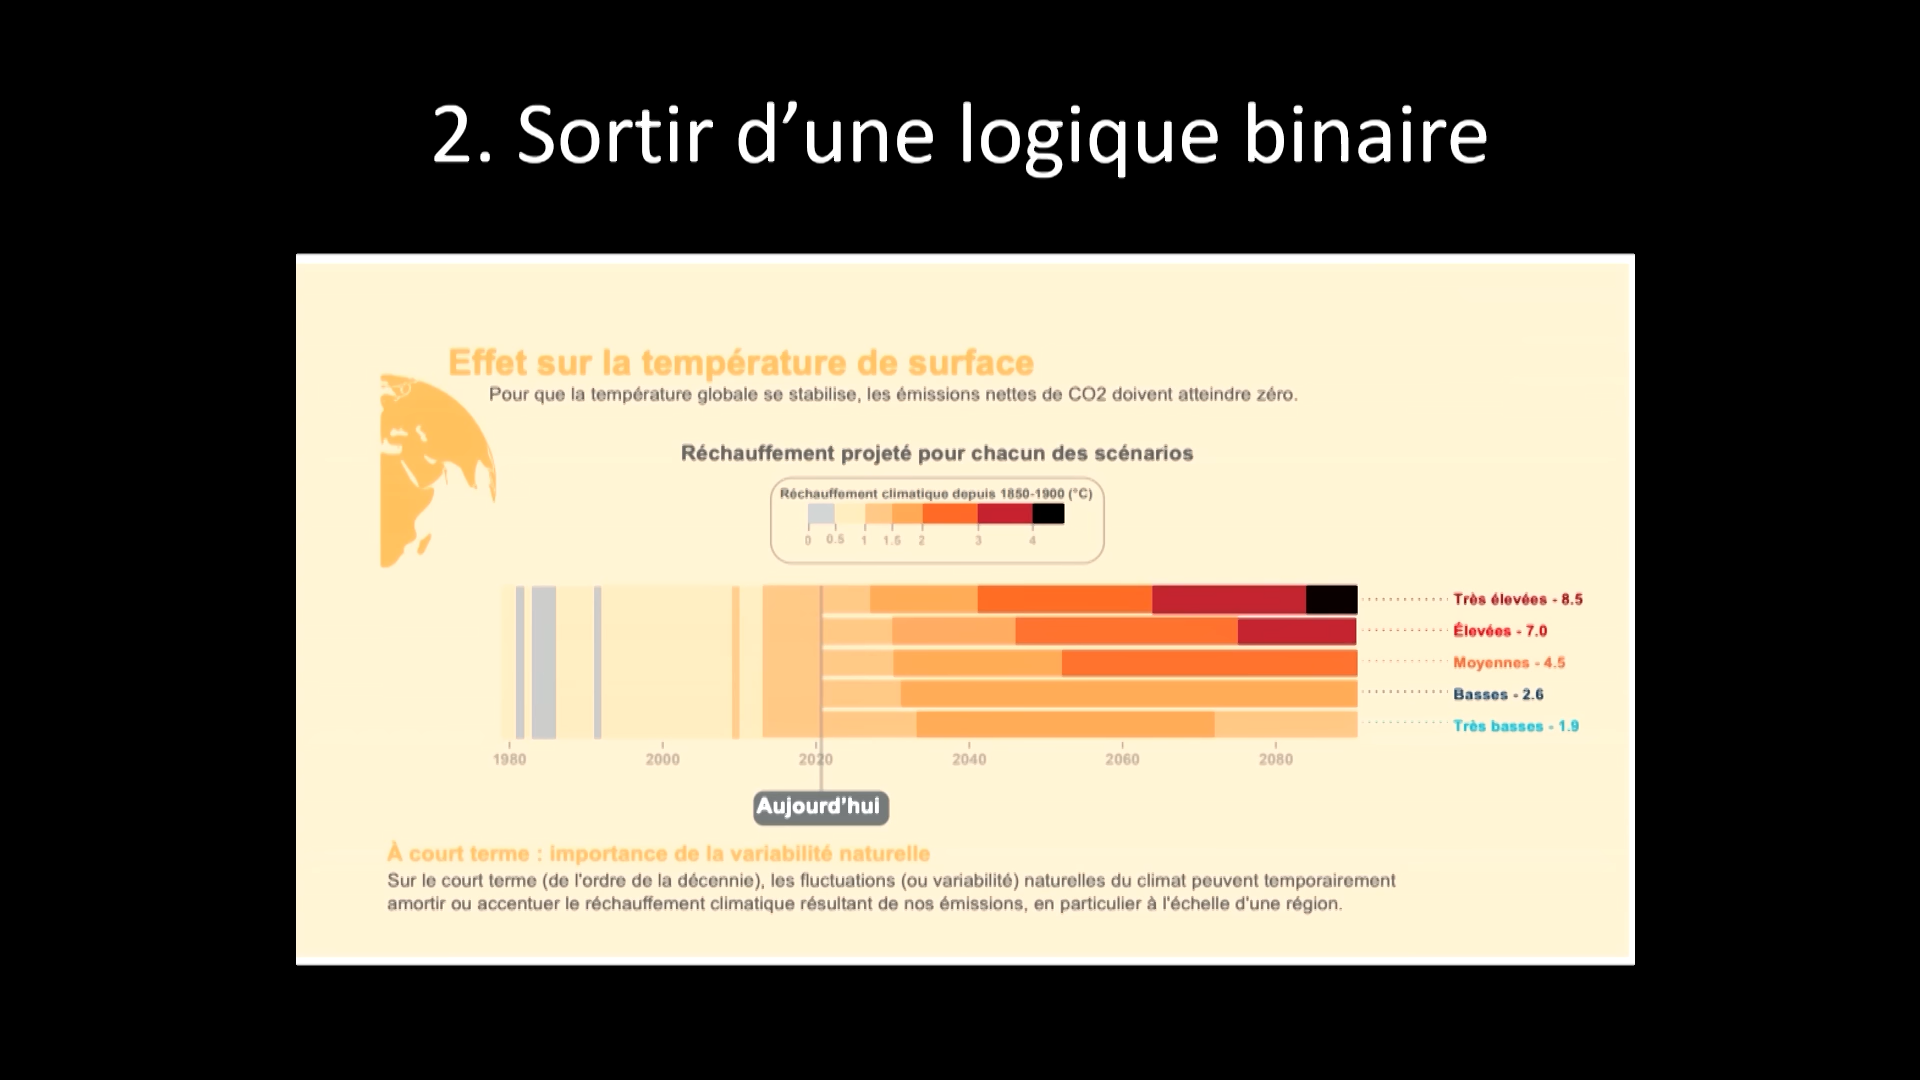 2. Sortir d’une logique binaire
Effet sur la température de surface
Pour que la température globale se stabilise, les émissions nettes de CO2 doivent atteindre zéro.
Réchauffement projeté pour chacun des scénarios
Réchauffement climatique depuis 1850-1900 (°C)
0 0.5 1 1.5 2 3 4
Très élevées - 8.5
Élevées - 7.0
Moyennes - 4.5
Basses - 2.6
Très basses - 1.9
1980 2000 2020 2040 2060 2080
Aujourd'hui
À court terme : importance de la variabilité naturelle
Sur le court terme (de l'ordre de la décennie), les fluctuations (ou variabilité) naturelles du climat peuvent temporairement
amortir ou accentuer le réchauffement climatique résultant de nos émissions, en particulier à l'échelle d'une région.